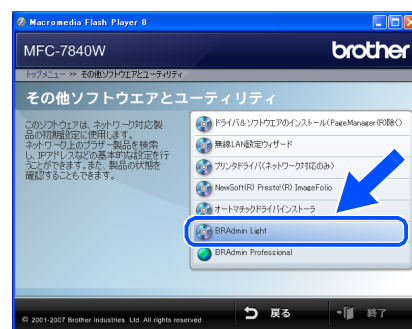 Macromedia Flash Player 8
MFC-7840W
brother
トップメニュー >> その他ソフトウエアとユーティリティ
その他ソフトウエアとユーティリティ
このソフトウエアは、ネットワーク対応製
品の初期設定に使用します。
ネットワーク上のブラザー製品を検索
し、IPアドレスなどの基本的な設定を行
うことができます。また、製品の状態を
確認することもできます。
ドライバ&ソフトウエアのインストール(PageManager(R)除く)
無線LAN設定ウィザード
プリンタドライバ(ネットワーク対応のみ)
NewSoft(R) Presto!(R) ImageFolio
オートマチックドライバインストーラ
BRAdmin Light
BRAdmin Professional
© 2001-2007 Brother Industries Ltd. All rights reserved
戻る
終了